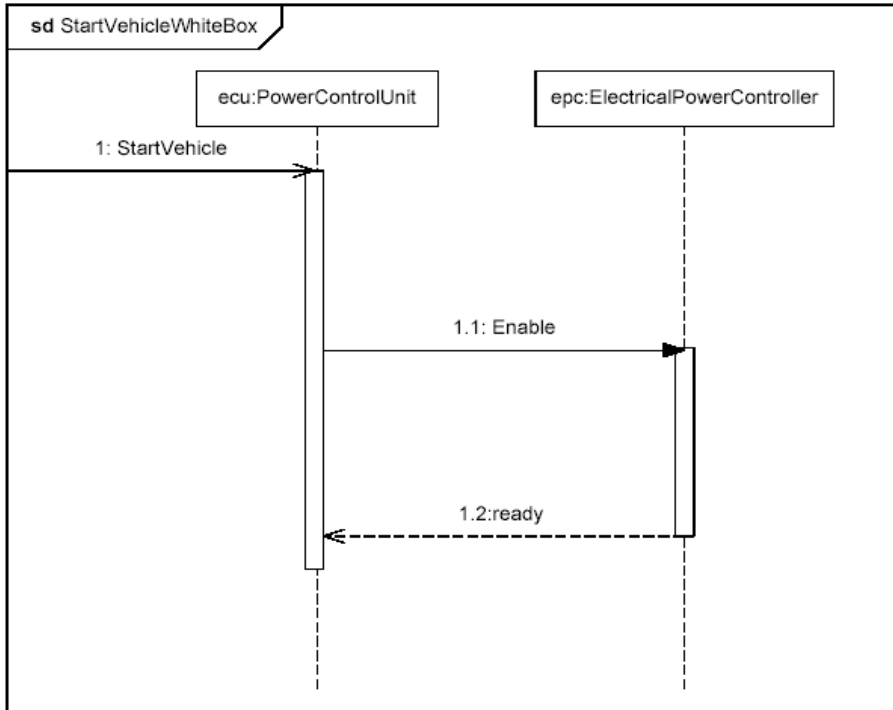 sd StartVehicleWhiteBox
ecu:PowerControlUnit
epc:ElectricalPowerController
1: StartVehicle
1.1: Enable
1.2:ready